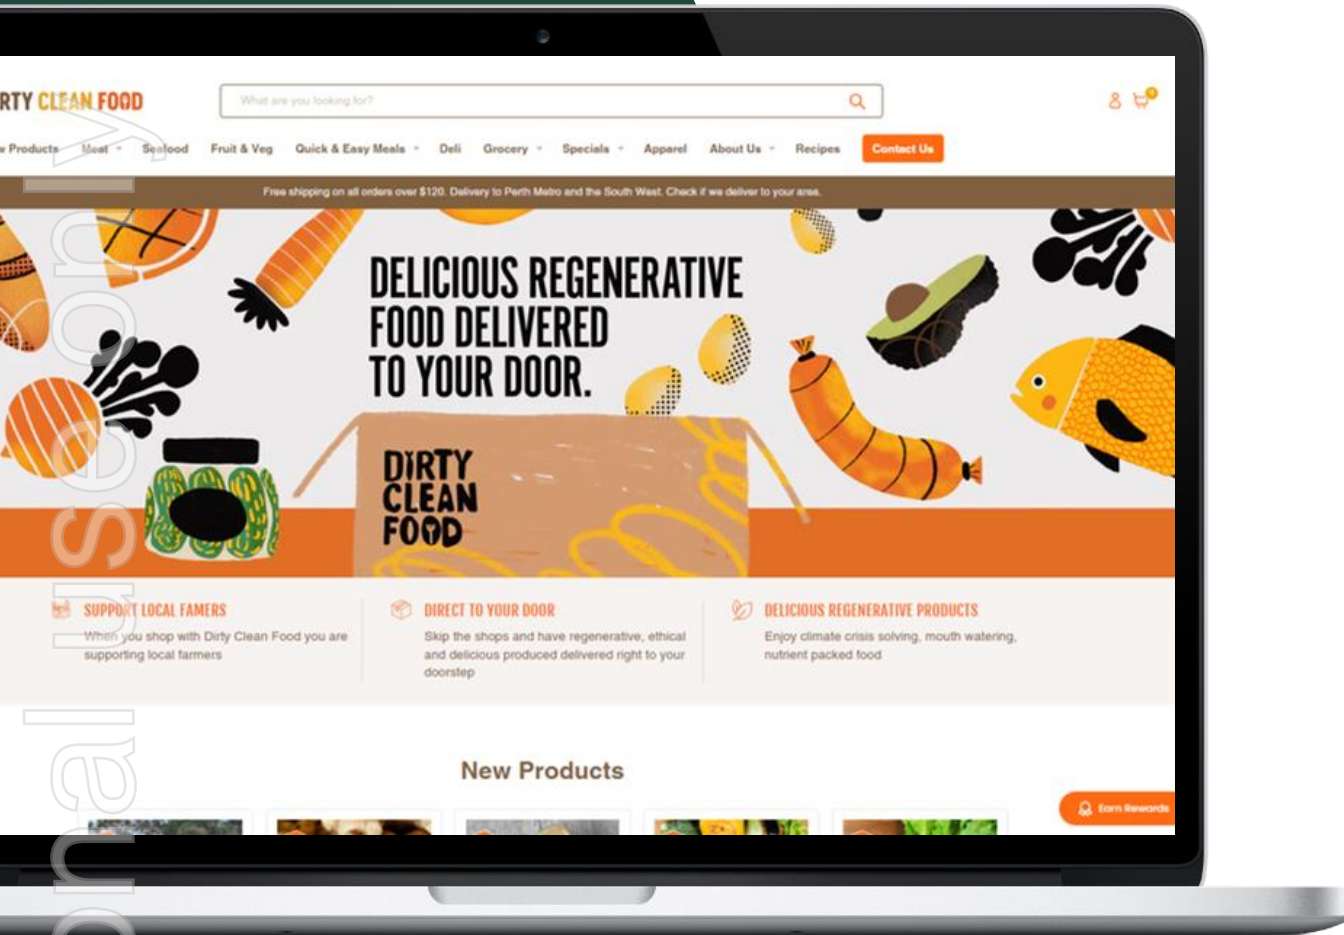 RTY CLEAN FOOD
What are you looking for?
0
w Products Meat Seafood Fruit & Veg Quick & Easy Meals Deli Grocery Specials Apparel About Us Recipes Contact Us
Free shipping on all orders over $120. Delivery to Perth Metro and the South West. Check if we deliver to your area.
DELICIOUS REGENERATIVE
FOOD DELIVERED
TO YOUR DOOR.
DIRTY
CLEAN
FOOD
SUPPORT LOCAL FAMERS
When you shop with Dirty Clean Food you are
supporting local farmers
DIRECT TO YOUR DOOR
Skip the shops and have regenerative, ethical
and delicious produced delivered right to your
doorstep
DELICIOUS REGENERATIVE PRODUCTS
Enjoy climate crisis solving, mouth watering,
nutrient packed food
New Products
Earn Rewards
onal use only